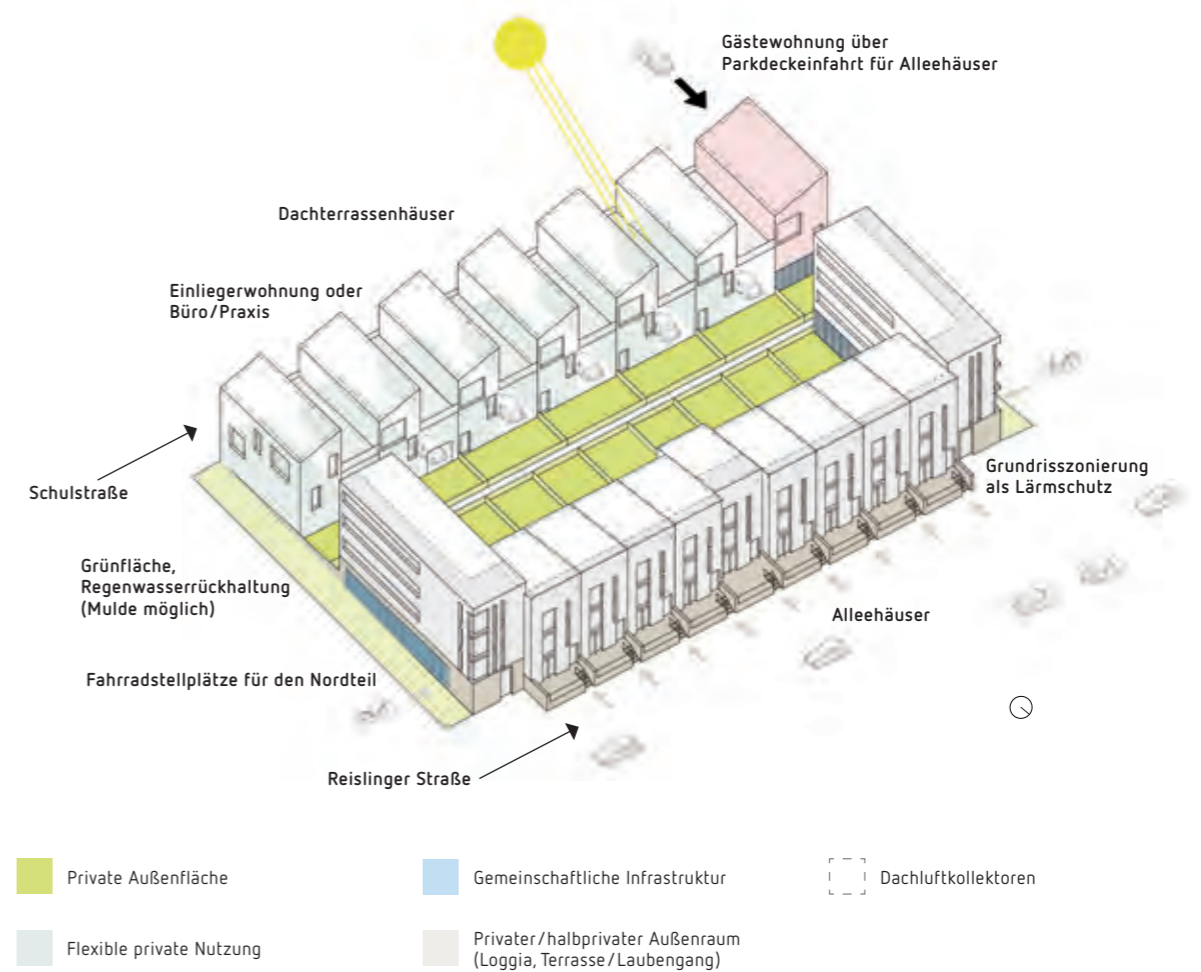 Gästewohnung über
Parkdeckeinfahrt für Alleehäuser
Dachterrassenhäuser
Einliegerwohnung oder
Büro/Praxis
Schulstraße
Grundrisszonierung
als Lärmschutz
Grünfläche,
Regenwasserrückhaltung
(Mulde möglich)
Alleehäuser
Fahrradstellplätze für den Nordteil
Reislinger Straße
Private Außenfläche
Gemeinschaftliche Infrastruktur
Dachluftkollektoren
Flexible private Nutzung
Privater/halbprivater Außenraum
(Loggia, Terrasse/Laubengang)